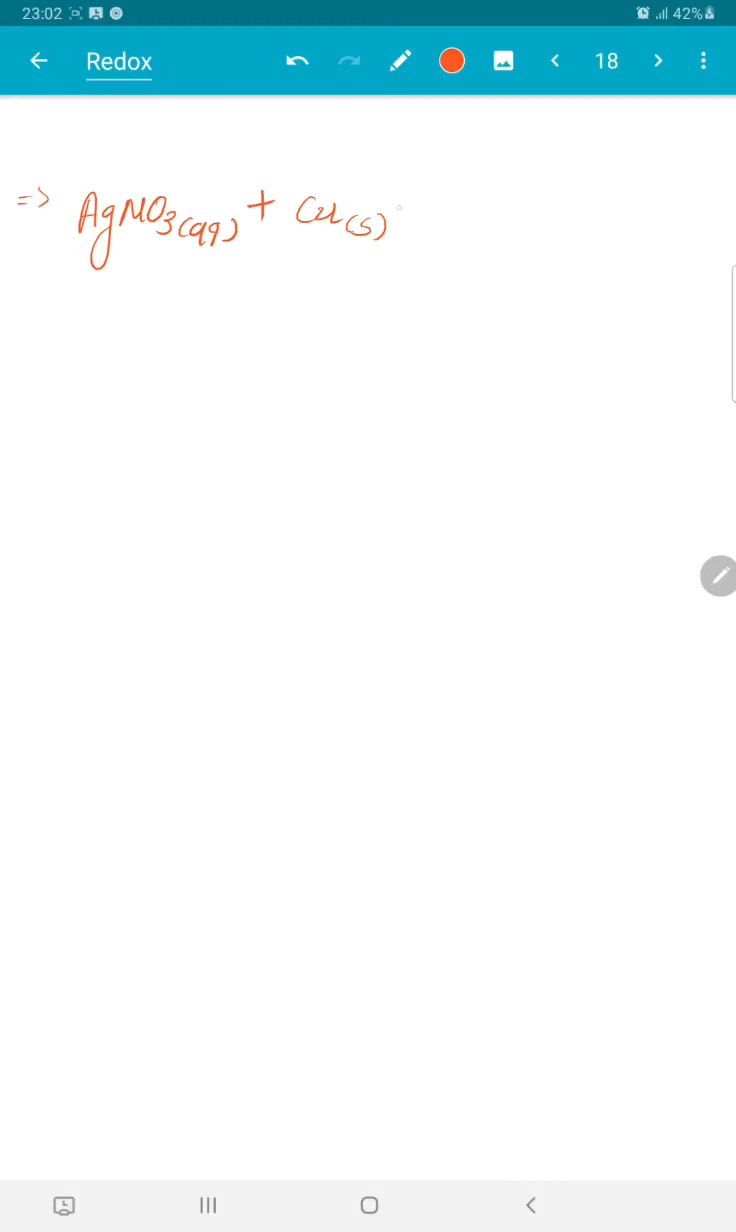 23:02 42%
Redox 18
=> AgNO3(aq) + Cu(s)